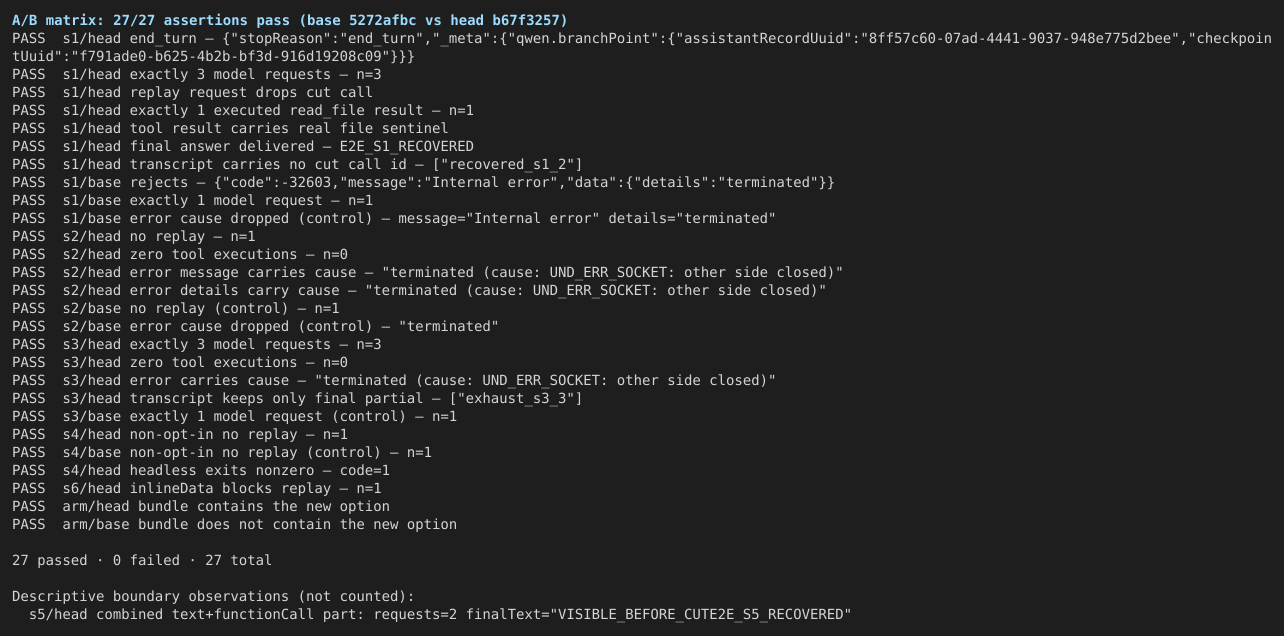 A/B matrix: 27/27 assertions pass (base 5272afbc vs head b67f3257)
PASS  s1/head end_turn — {"stopReason":"end_turn","_meta":{"qwen.branchPoint":{"assistantRecordUuid":"8ff57c60-07ad-4441-9037-948e775d2bee","checkpoin
tUuid":"f791ade0-b625-4b2b-bf3d-916d19208c09"}}}
PASS  s1/head exactly 3 model requests — n=3
PASS  s1/head replay request drops cut call
PASS  s1/head exactly 1 executed read_file result — n=1
PASS  s1/head tool result carries real file sentinel
PASS  s1/head final answer delivered — E2E_S1_RECOVERED
PASS  s1/head transcript carries no cut call id — ["recovered_s1_2"]
PASS  s1/base rejects — {"code":-32603,"message":"Internal error","data":{"details":"terminated"}}
PASS  s1/base exactly 1 model request — n=1
PASS  s1/base error cause dropped (control) — message="Internal error" details="terminated"
PASS  s2/head no replay — n=1
PASS  s2/head zero tool executions — n=0
PASS  s2/head error message carries cause — "terminated (cause: UND_ERR_SOCKET: other side closed)"
PASS  s2/head error details carry cause — "terminated (cause: UND_ERR_SOCKET: other side closed)"
PASS  s2/base no replay (control) — n=1
PASS  s2/base error cause dropped (control) — "terminated"
PASS  s3/head exactly 3 model requests — n=3
PASS  s3/head zero tool executions — n=0
PASS  s3/head error carries cause — "terminated (cause: UND_ERR_SOCKET: other side closed)"
PASS  s3/head transcript keeps only final partial — ["exhaust_s3_3"]
PASS  s3/base exactly 1 model request (control) — n=1
PASS  s4/head non-opt-in no replay — n=1
PASS  s4/base non-opt-in no replay (control) — n=1
PASS  s4/head headless exits nonzero — code=1
PASS  s6/head inlineData blocks replay — n=1
PASS  arm/head bundle contains the new option
PASS  arm/base bundle does not contain the new option
27 passed · 0 failed · 27 total
Descriptive boundary observations (not counted):
s5/head combined text+functionCall part: requests=2 finalText="VISIBLE_BEFORE_CUTE2E_S5_RECOVERED"